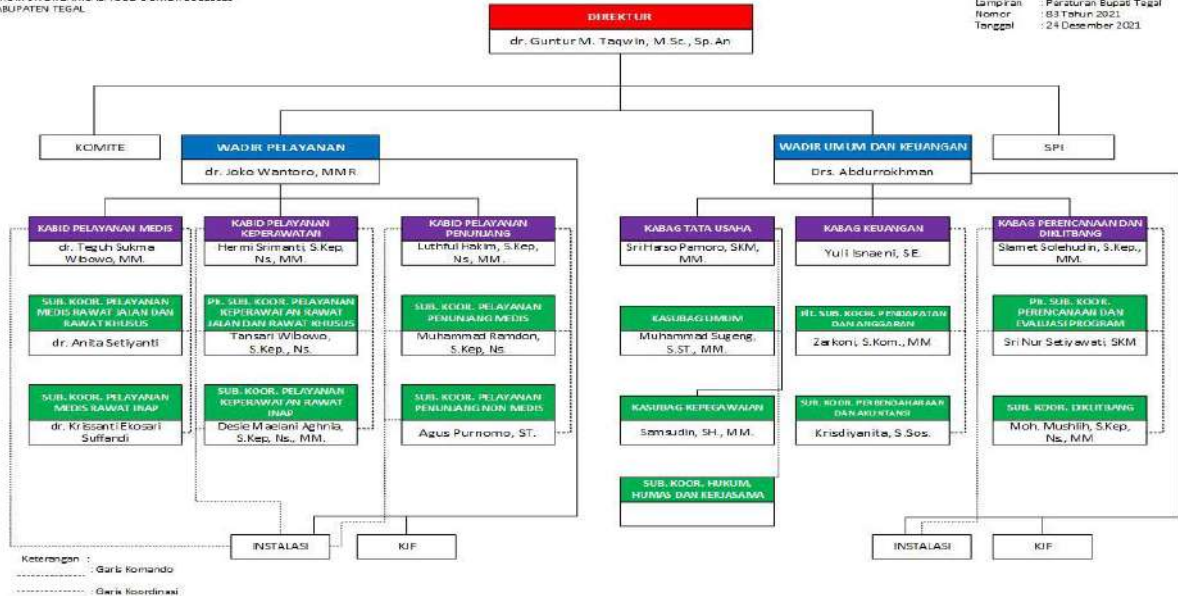 KABUPATEN TEGAL
Lampiran : Peraturan Bupati Tegal
Nomor : 83 Tahun 2021
Tanggal : 24 Desember 2021
DIREKTUR
dr. Guntur M. Taqwin, M.Sc., Sp.An
KOMITE
WADIR PELAYANAN
dr. Joko Wantoro, MMR
WADIR UMUM DAN KEUANGAN
Drs. Abdurrokhman
SPI
KABID PELAYANAN MEDIS
dr. Teguh Sukma
Wibowo, MM.
KABID PELAYANAN
KEPERAWATAN
Hermi Srimanti, S.Kep,
Ns., MM.
KABID PELAYANAN
PENUNJANG
Luthful Hakim, S.Kep,
Ns, MM.
KABAG TATA USAHA
Sri Harso Pamoro, SKM,
MM.
KABAG KEUANGAN
Yuli Isnaeni, SE.
KABAG PERENCANAAN DAN
DIKLITBANG
Slamet Solehudin, S.Kep.,
MM.
SUB. KOOR. PELAYANAN
MEDIS RAWAT JALAN DAN
RAWAT KHUSUS
dr. Anita Setiyanti
Plt. SUB. KOOR. PELAYANAN
KEPERAWATAN RAWAT
JALAN DAN RAWAT KHUSUS
Tansari Wibowo,
S.Kep., Ns.
SUB. KOOR. PELAYANAN
PENUNJANG MEDIS
Muhammad Ramdon,
S.Kep, Ns.
KASUBAG UMUM
Muhammad Sugeng,
S.ST., MM.
Plt. SUB. KOOR. PENDAPATAN
DAN ANGGARAN
Zarkoni, S.Kom., MM
Plt. SUB. KOOR.
PERENCANAAN DAN
EVALUASI PROGRAM
Sri Nur Setiyawati, SKM
SUB. KOOR. PELAYANAN
MEDIS RAWAT INAP
dr. Krissanti Ekosari
Suffandi
SUB. KOOR. PELAYANAN
KEPERAWATAN RAWAT
INAP
Desie Maelani Aghnia,
S.Kep, Ns., MM.
SUB. KOOR. PELAYANAN
PENUNJANG NON MEDIS
Agus Purnomo, ST.
KASUBAG KEPEGAWAIAN
Samsudin, SH., MM.
SUB. KOOR. PERBENDAHARAAN
DAN AKUNTANSI
Krisdiyanita, S.Sos.
SUB. KOOR. DIKLITBANG
Moh. Mushlih, S.Kep,
Ns., MM
SUB. KOOR. HUKUM,
HUMAS DAN KERJASAMA
INSTALASI
KJF
INSTALASI
KJF
Keterangan :
: Garis Komando
: Garis Koordinasi